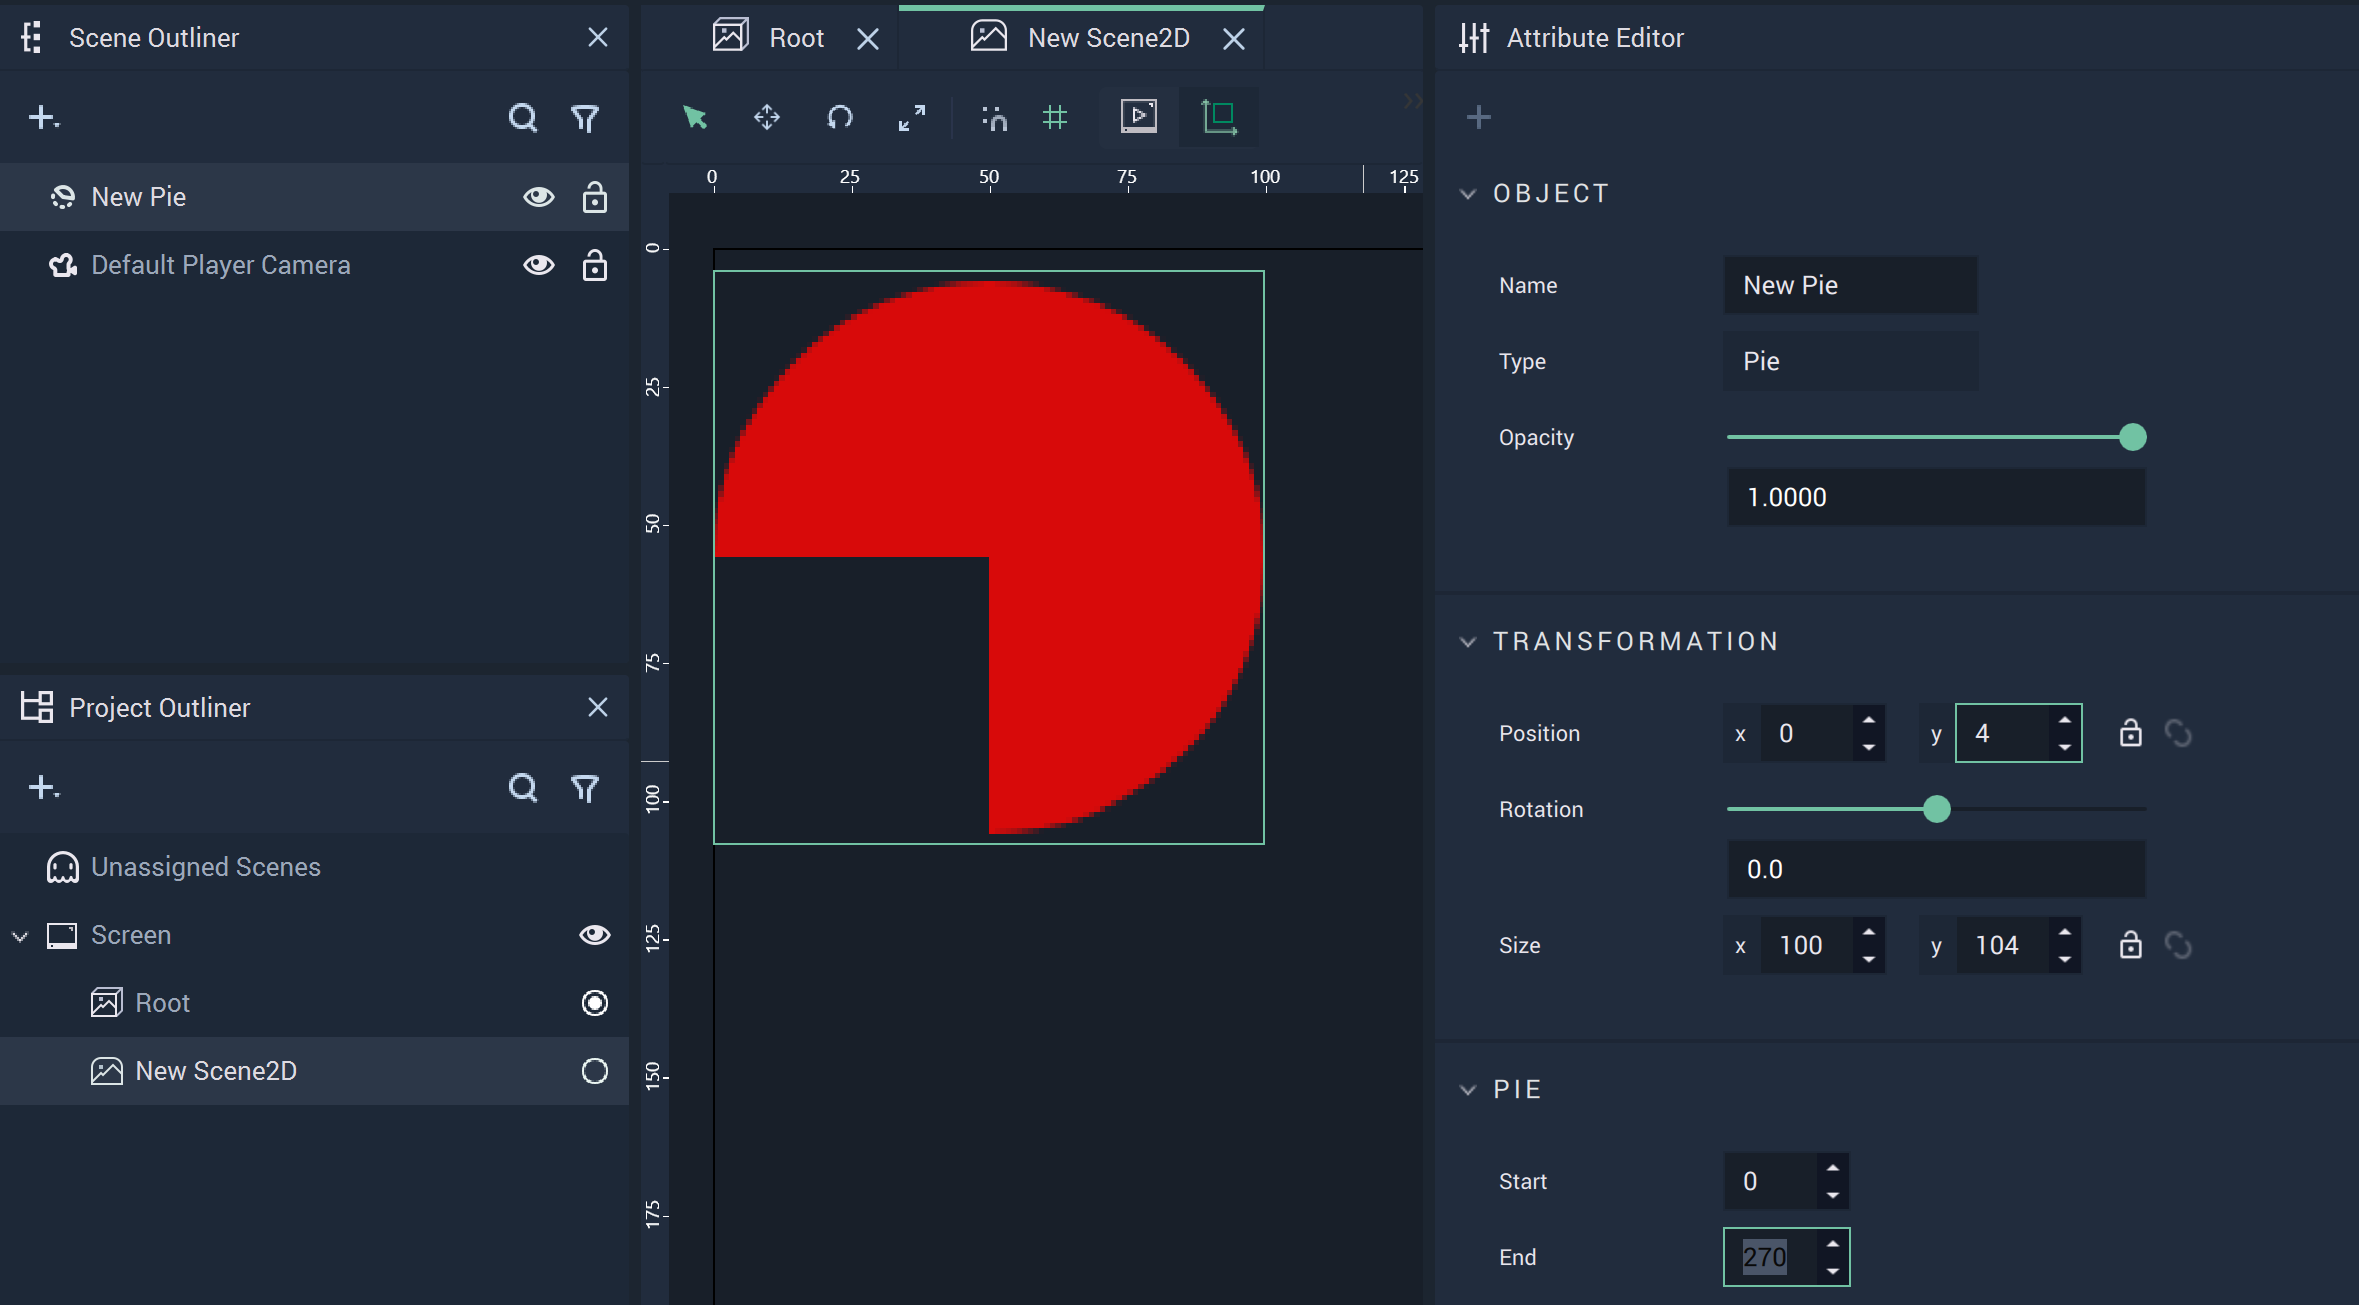 Scene Outliner
New Pie
Default Player Camera
Project Outliner
Unassigned Scenes
Screen
Root
New Scene2D
Root
New Scene2D
0 25 50 75 100 125
0
25
50
75
100
125
150
175
Attribute Editor
OBJECT
Name New Pie
Type Pie
Opacity
1.0000
TRANSFORMATION
Position x 0 y 4
Rotation
0.0
Size x 100 y 104
PIE
Start 0
End 270